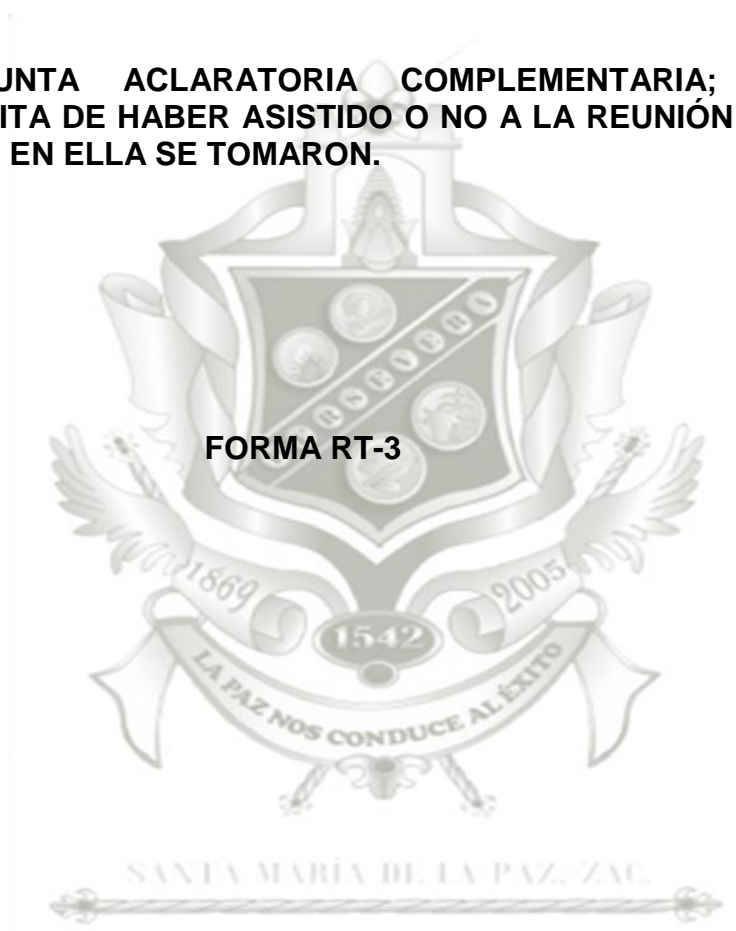 UNTA ACLARATORIA COMPLEMENTARIA;
ITA DE HABER ASISTIDO O NO A LA REUNIÓN
EN ELLA SE TOMARON.
PERSEVERA
FORMA RT-3
1869
2005
1542
LA PAZ NOS CONDUCE AL ÉXITO
SANTA MARÍA DE LA PAZ, ZAC.